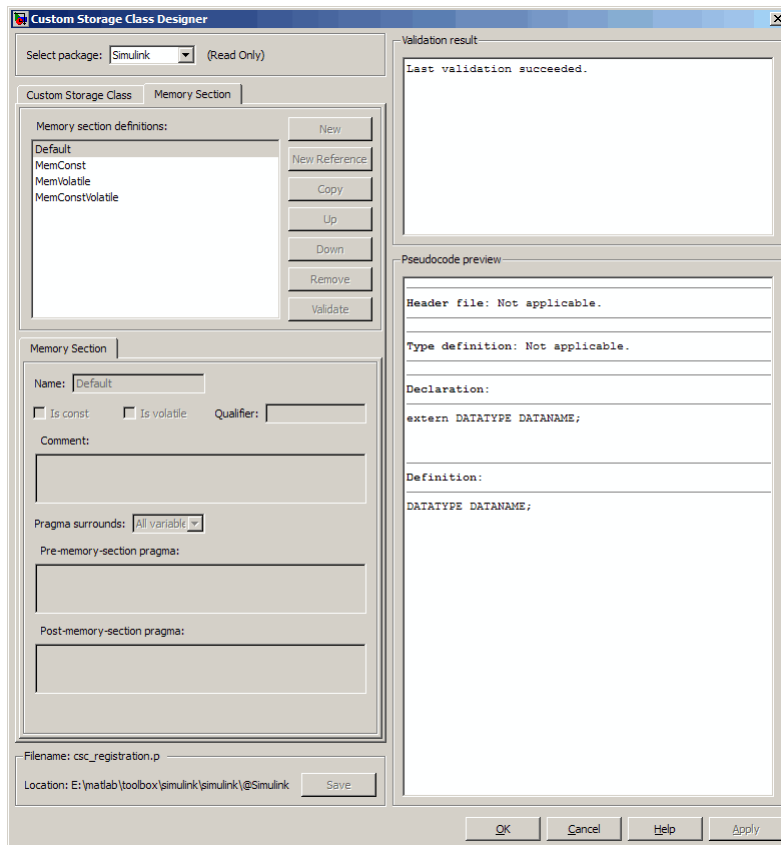 Custom Storage Class Designer
Select package: Simulink (Read Only)
Custom Storage Class Memory Section
Memory section definitions:
Default
MemConst
MemVolatile
MemConstVolatile
New
New Reference
Copy
Up
Down
Remove
Validate
Memory Section
Name: Default
Is const Is volatile Qualifier:
Comment:
Pragma surrounds: All variable
Pre-memory-section pragma:
Post-memory-section pragma:
Filename: csc_registration.p
Location: E:\matlab\toolbox\simulink\simulink\@Simulink Save
Validation result
Last validation succeeded.
Pseudocode preview
Header file: Not applicable.
Type definition: Not applicable.
Declaration:
extern DATATYPE DATANAME;
Definition:
DATATYPE DATANAME;
OK Cancel Help Apply